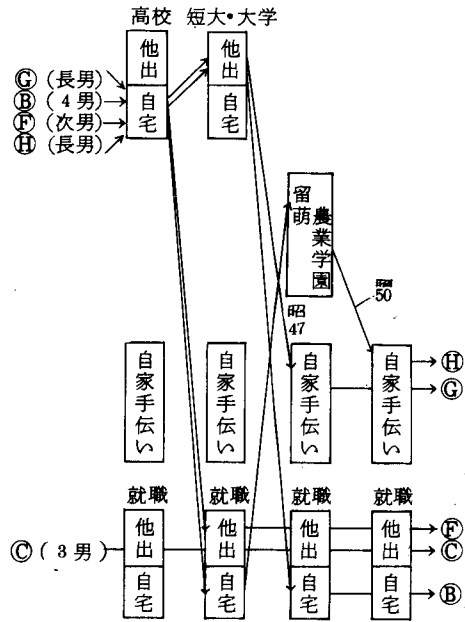 高校 短大・大学
他出
自宅
他出
自宅
Ⓖ (長男)
Ⓑ (4男)
Ⓕ (次男)
Ⓗ (長男)
留萌
農業学園
昭50
昭47
自家手伝い
自家手伝い
自家手伝い
自家手伝い
Ⓗ
Ⓖ
就職
就職
就職
就職
他出
自宅
他出
自宅
他出
自宅
他出
自宅
Ⓒ (3男)
Ⓕ
Ⓒ
Ⓑ